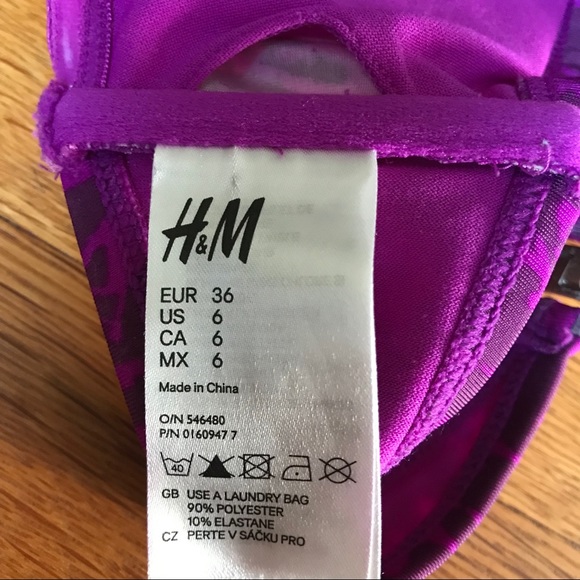 H&M
EUR 36
US 6
CA 6
MX 6
Made in China
O/N 546480
P/N 0160947 7
40
GB USE A LAUNDRY BAG
90% POLYESTER
10% ELASTANE
CZ PERTE V SÁČKU PRO